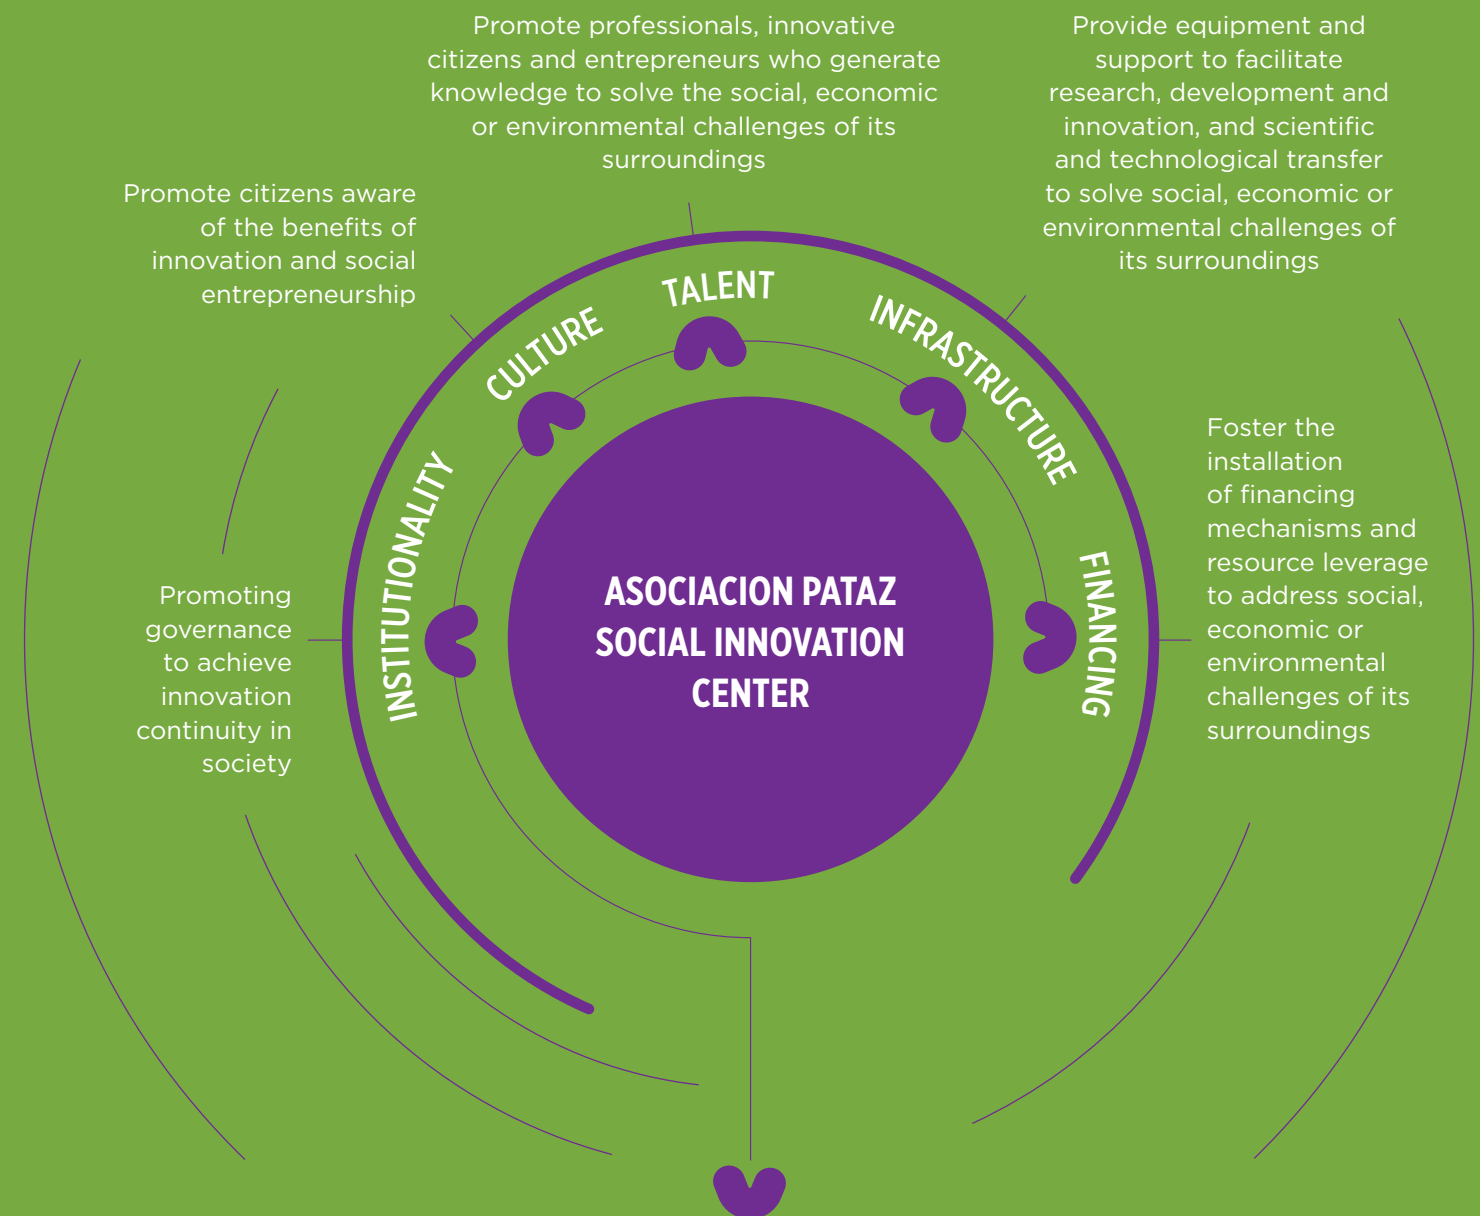 Promote professionals, innovative
citizens and entrepreneurs who generate
knowledge to solve the social, economic
or environmental challenges of its
surroundings
Provide equipment and
support to facilitate
research, development and
innovation, and scientific
and technological transfer
to solve social, economic or
environmental challenges of
its surroundings
Promote citizens aware
of the benefits of
innovation and social
entrepreneurship
TALENT
CULTURE
INFRASTRUCTURE
INSTITUTIONALITY
FINANCING
Foster the
installation
of financing
mechanisms and
resource leverage
to address social,
economic or
environmental
challenges of its
surroundings
Promoting
governance
to achieve
innovation
continuity in
society
ASOCIACION PATAZ
SOCIAL INNOVATION
CENTER